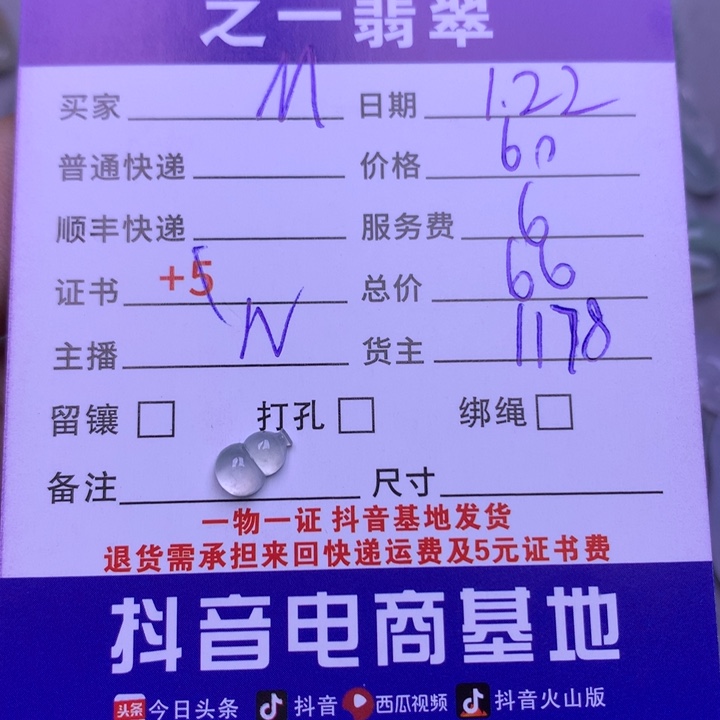 之一翡翠
买家 M 日期 1.22
普通快递 价格 60
顺丰快递 服务费 6
证书 +5 总价 66
主播 W 货主 1178
留镶 □ 打孔 □ 绑绳 □
备注 尺寸
一物一证 抖音基地发货
退货需承担来回快递运费及5元证书费
抖音电商基地
头条 今日头条 抖音 西瓜视频 抖音火山版